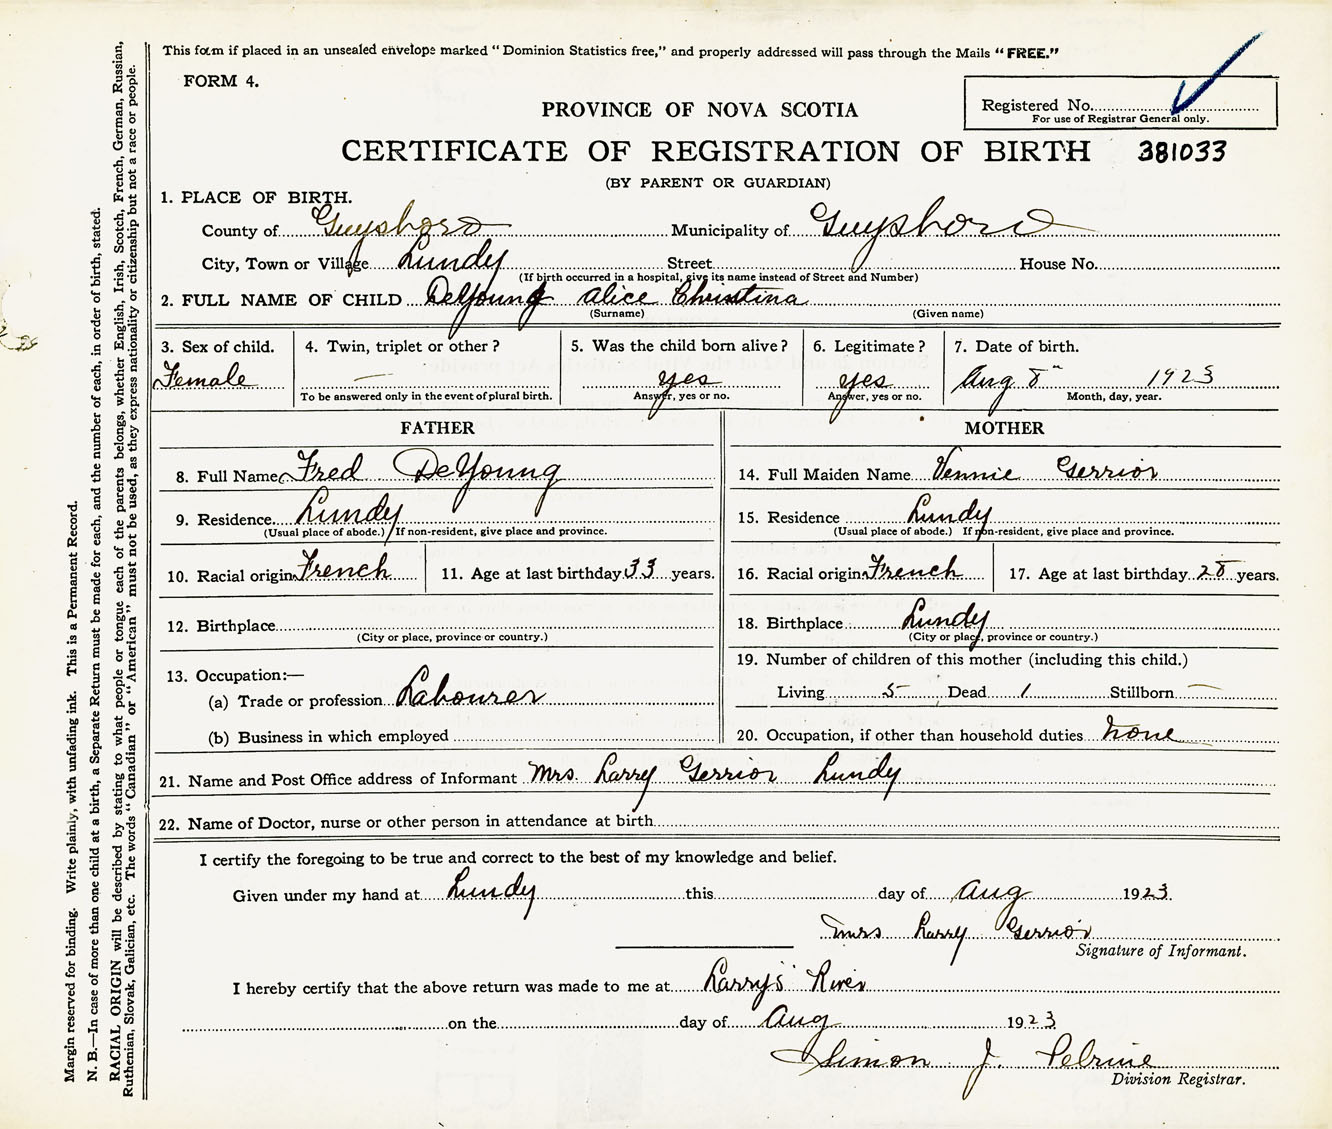 This form if placed in an unsealed envelope marked "Dominion Statistics free," and properly addressed will pass through the Mails "FREE."
FORM 4.
Registered No.
For use of Registrar General only.
PROVINCE OF NOVA SCOTIA
CERTIFICATE OF REGISTRATION OF BIRTH 381033
(BY PARENT OR GUARDIAN)
1. PLACE OF BIRTH.
County of Guysboro Municipality of Guysboro
City, Town or Village Lundy Street House No.
(If birth occurred in a hospital, give its name instead of Street and Number)
2. FULL NAME OF CHILD DeYoung Alice Christina
(Surname) (Given name)
3. Sex of child. 4. Twin, triplet or other? 5. Was the child born alive? 6. Legitimate? 7. Date of birth.
Female — yes yes Aug 8" 1923
To be answered only in the event of plural birth. Answer, yes or no. Answer, yes or no. Month, day, year.
FATHER
8. Full Name Fred DeYoung
9. Residence Lundy
(Usual place of abode.) If non-resident, give place and province.
10. Racial origin French 11. Age at last birthday 33 years.
12. Birthplace
(City or place, province or country.)
13. Occupation:—
(a) Trade or profession Labourer
(b) Business in which employed
MOTHER
14. Full Maiden Name Vennie Gerrior
15. Residence Lundy
(Usual place of abode.) If non-resident, give place and province.
16. Racial origin French 17. Age at last birthday 28 years.
18. Birthplace Lundy
(City or place, province or country.)
19. Number of children of this mother (including this child.)
Living 5 Dead 1 Stillborn —
20. Occupation, if other than household duties none
21. Name and Post Office address of Informant Mrs. Larry Gerrior Lundy
22. Name of Doctor, nurse or other person in attendance at birth
I certify the foregoing to be true and correct to the best of my knowledge and belief.
Given under my hand at Lundy this day of Aug 1923.
Mrs Larry Gerrior
Signature of Informant.
I hereby certify that the above return was made to me at Larry's River
on the day of Aug 1923
Simon J. Pelrine
Division Registrar.
Margin reserved for binding. Write plainly, with unfading ink. This is a Permanent Record.
N. B.—In case of more than one child at a birth, a Separate Return must be made for each, and the number of each, in order of birth, stated.
RACIAL ORIGIN will be described by stating to what people or tongue each of the parents belongs, whether English, Irish, Scotch, French, German, Russian,
Ruthenian, Slovak, Galician, etc. The words "Canadian" or "American" must not be used, as they express nationality or citizenship but not a race or people.